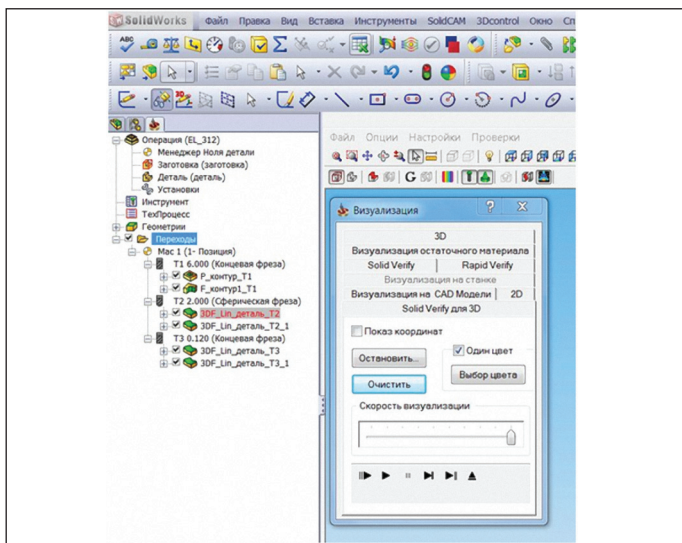 SolidWorks Файл Правка Вид Вставка Инструменты SolidCAM 3Dcontrol Окно Сп
ABC
3D
Операция (EL_312)
Менеджер Ноля детали
Заготовка (заготовка)
Деталь (деталь)
Установки
Инструмент
ТехПроцесс
Геометрии
Переходы
Mac 1 (1- Позиция)
T1 6.000 (Концевая фреза)
P_контур_T1
F_контур1_T1
T2 2.000 (Сферическая фреза)
3DF_Lin_деталь_T2
3DF_Lin_деталь_T2_1
T3 0.120 (Концевая фреза)
3DF_Lin_деталь_T3
3DF_Lin_деталь_T3_1
Файл Опции Настройки Проверки
G
Визуализация
3D
Визуализация остаточного материала
Solid Verify Rapid Verify
Визуализация на станке
Визуализация на CAD Модели 2D
Solid Verify для 3D
Показ координат
Остановить...
Один цвет
Очистить
Выбор цвета
Скорость визуализации